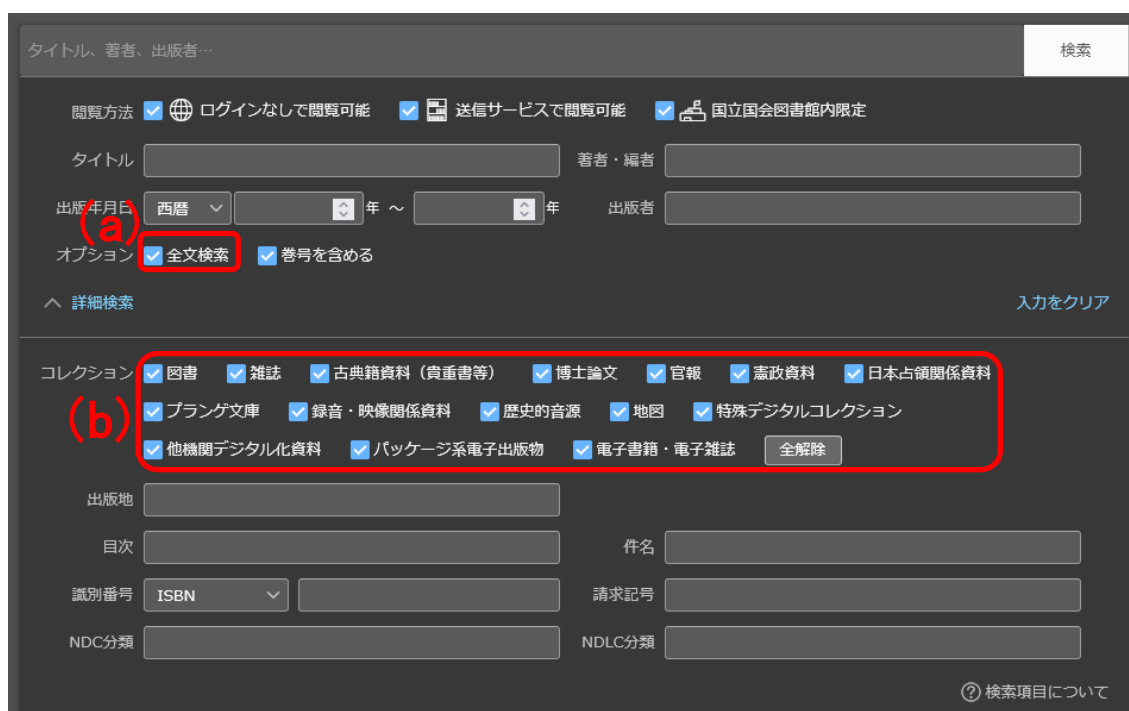 タイトル、著者、出版者… 検索
閲覧方法 ログインなしで閲覧可能 送信サービスで閲覧可能 国立国会図書館内限定
タイトル 著者・編者
出版年月日 西暦 年 ～ 年 出版者
(a)
オプション 全文検索 巻号を含める
詳細検索 入力をクリア
コレクション 図書 雑誌 古典籍資料（貴重書等） 博士論文 官報 憲政資料 日本占領関係資料
(b) プランゲ文庫 録音・映像関係資料 歴史的音源 地図 特殊デジタルコレクション
他機関デジタル化資料 パッケージ系電子出版物 電子書籍・電子雑誌 全解除
出版地
目次 件名
識別番号 ISBN 請求記号
NDC分類 NDLC分類
? 検索項目について